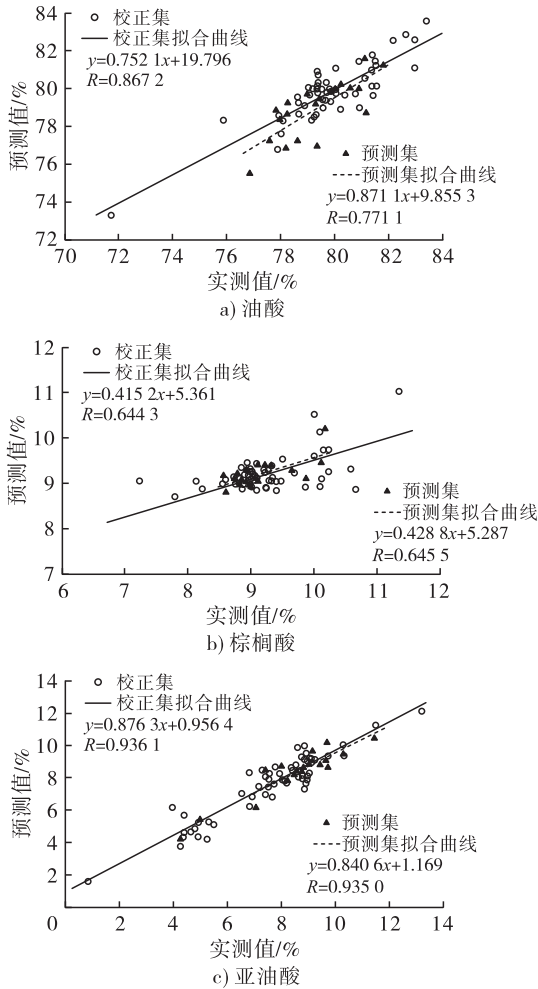 84
82
80
78
76
74
72
预测值/%
○ 校正集
— 校正集拟合曲线
y=0.752 1x+19.796
R=0.867 2
▲ 预测集
-----预测集拟合曲线
y=0.871 1x+9.855 3
R=0.771 1
70 72 74 76 78 80 82 84
实测值/%
a) 油酸
12
11
10
9
8
7
预测值/%
○ 校正集
— 校正集拟合曲线
y=0.415 2x+5.361
R=0.644 3
▲ 预测集
-----预测集拟合曲线
y=0.428 8x+5.287
R=0.645 5
6 7 8 9 10 11 12
实测值/%
b) 棕榈酸
14
12
10
8
6
4
2
预测值/%
○ 校正集
— 校正集拟合曲线
y=0.876 3x+0.956 4
R=0.936 1
▲ 预测集
-----预测集拟合曲线
y=0.840 6x+1.169
R=0.935 0
0 2 4 6 8 10 12 14
实测值/%
c) 亚油酸